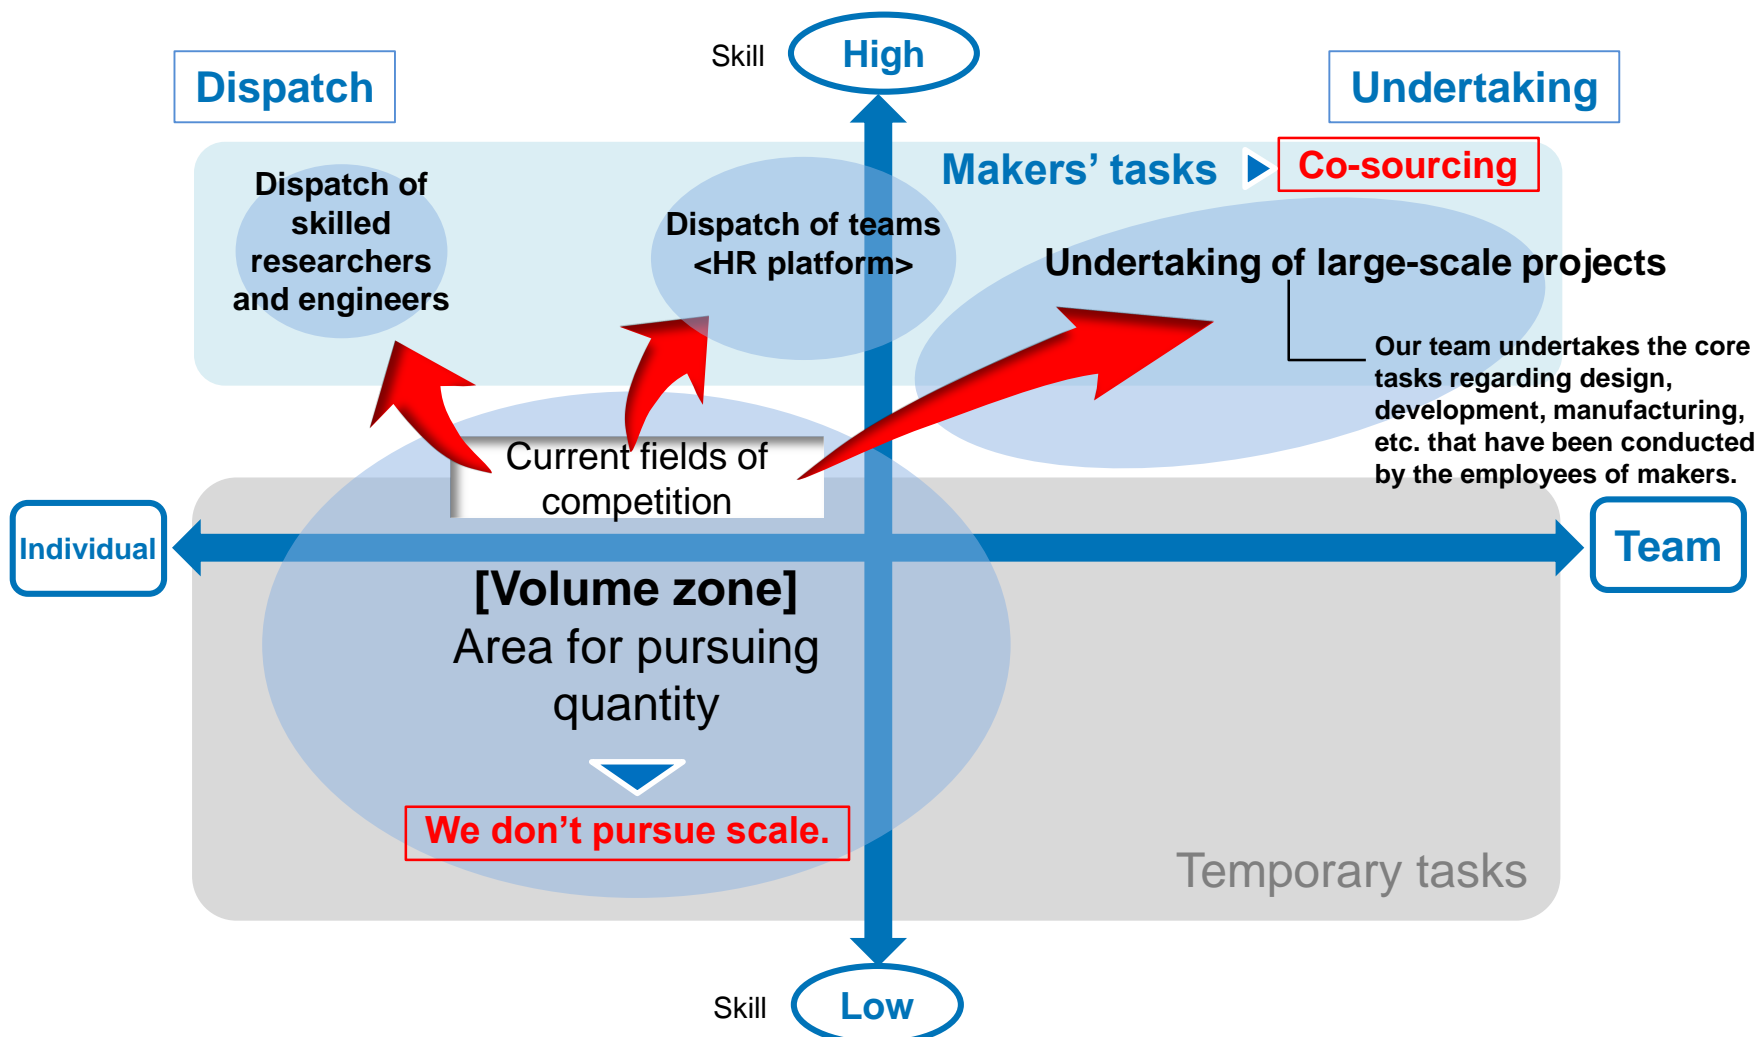 Skill
High
Dispatch
Undertaking
Makers’ tasks
Co-sourcing
Dispatch of
skilled
researchers
and engineers
Dispatch of teams
<HR platform>
Undertaking of large-scale projects
Our team undertakes the core
tasks regarding design,
development, manufacturing,
etc. that have been conducted
by the employees of makers.
Current fields of
competition
Individual
Team
[Volume zone]
Area for pursuing
quantity
We don’t pursue scale.
Temporary tasks
Skill
Low